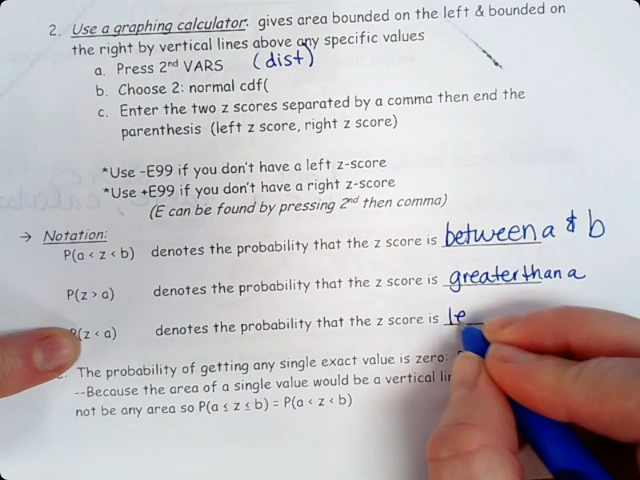 2. Use a graphing calculator: gives area bounded on the left & bounded on
the right by vertical lines above any specific values
a. Press 2nd VARS (dist)
b. Choose 2: normal cdf(
c. Enter the two z scores separated by a comma then end the
parenthesis (left z score, right z score)
*Use -E99 if you don't have a left z-score
*Use +E99 if you don't have a right z-score
(E can be found by pressing 2nd then comma)
→ Notation:
P(a < z < b) denotes the probability that the z score is between a & b
P(z > a) denotes the probability that the z score is greater than a
P(z < a) denotes the probability that the z score is le
The probability of getting any single exact value is zero:
--Because the area of a single value would be a vertical
not be any area so P(a ≤ z ≤ b) = P(a < z < b)